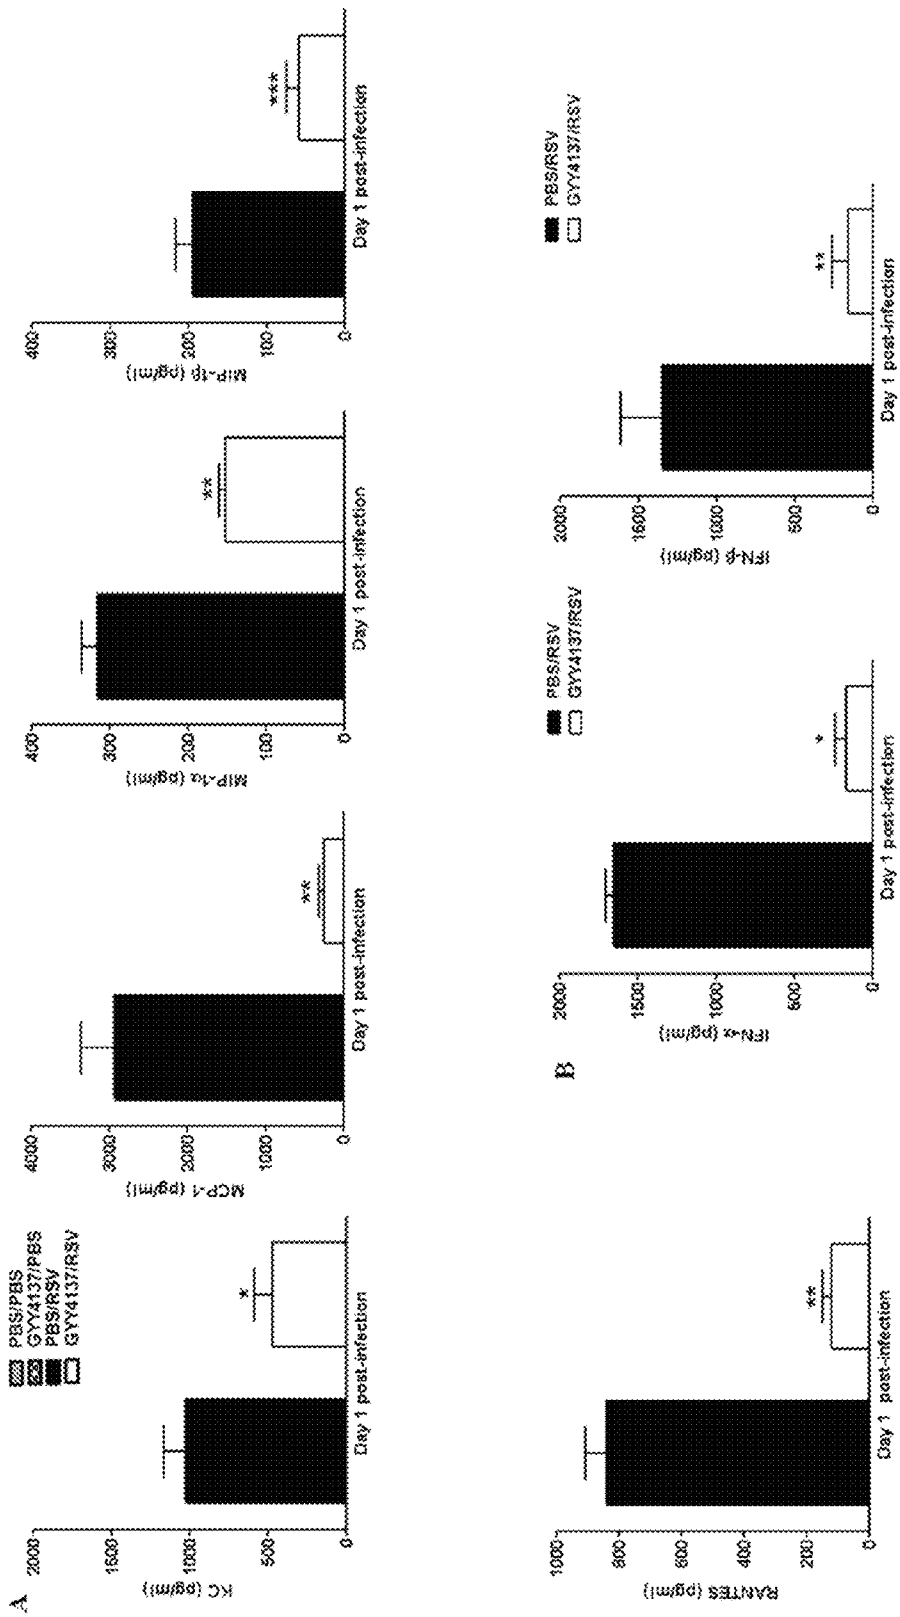 A
PBS/PBS
GYY4137/PBS
PBS/RSV
GYY4137/RSV
KC (pg/ml)
2000
1500
1000
500
0
*
Day 1 post-infection
MCP-1 (pg/ml)
4000
3000
2000
1000
0
**
Day 1 post-infection
MIP-1α (pg/ml)
400
300
200
100
0
**
Day 1 post-infection
MIP-1β (pg/ml)
400
300
200
100
0
***
Day 1 post-infection
RANTES (pg/ml)
1000
800
600
400
200
0
**
Day 1 post-infection
B
IFN-α (pg/ml)
2000
1500
1000
500
0
*
Day 1 post-infection
PBS/RSV
GYY4137/RSV
IFN-β (pg/ml)
2000
1500
1000
500
0
**
Day 1 post-infection
PBS/RSV
GYY4137/RSV